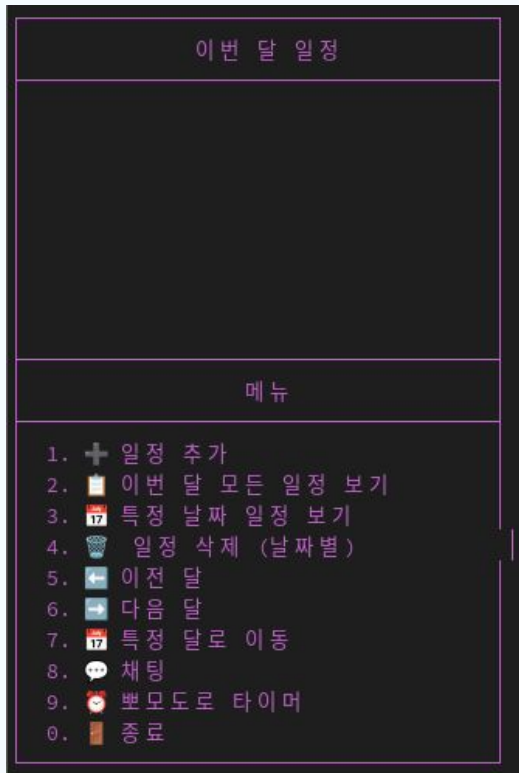 이번 달 일정
메뉴
1. ➕ 일정 추가
2. 📋 이번 달 모든 일정 보기
3. 📅 특정 날짜 일정 보기
4. 🗑️ 일정 삭제 (날짜별)
5. ⬅️ 이전 달
6. ➡️ 다음 달
7. 📅 특정 달로 이동
8. 💬 채팅
9. ⏰ 뽀모도로 타이머
0. 🚪 종료